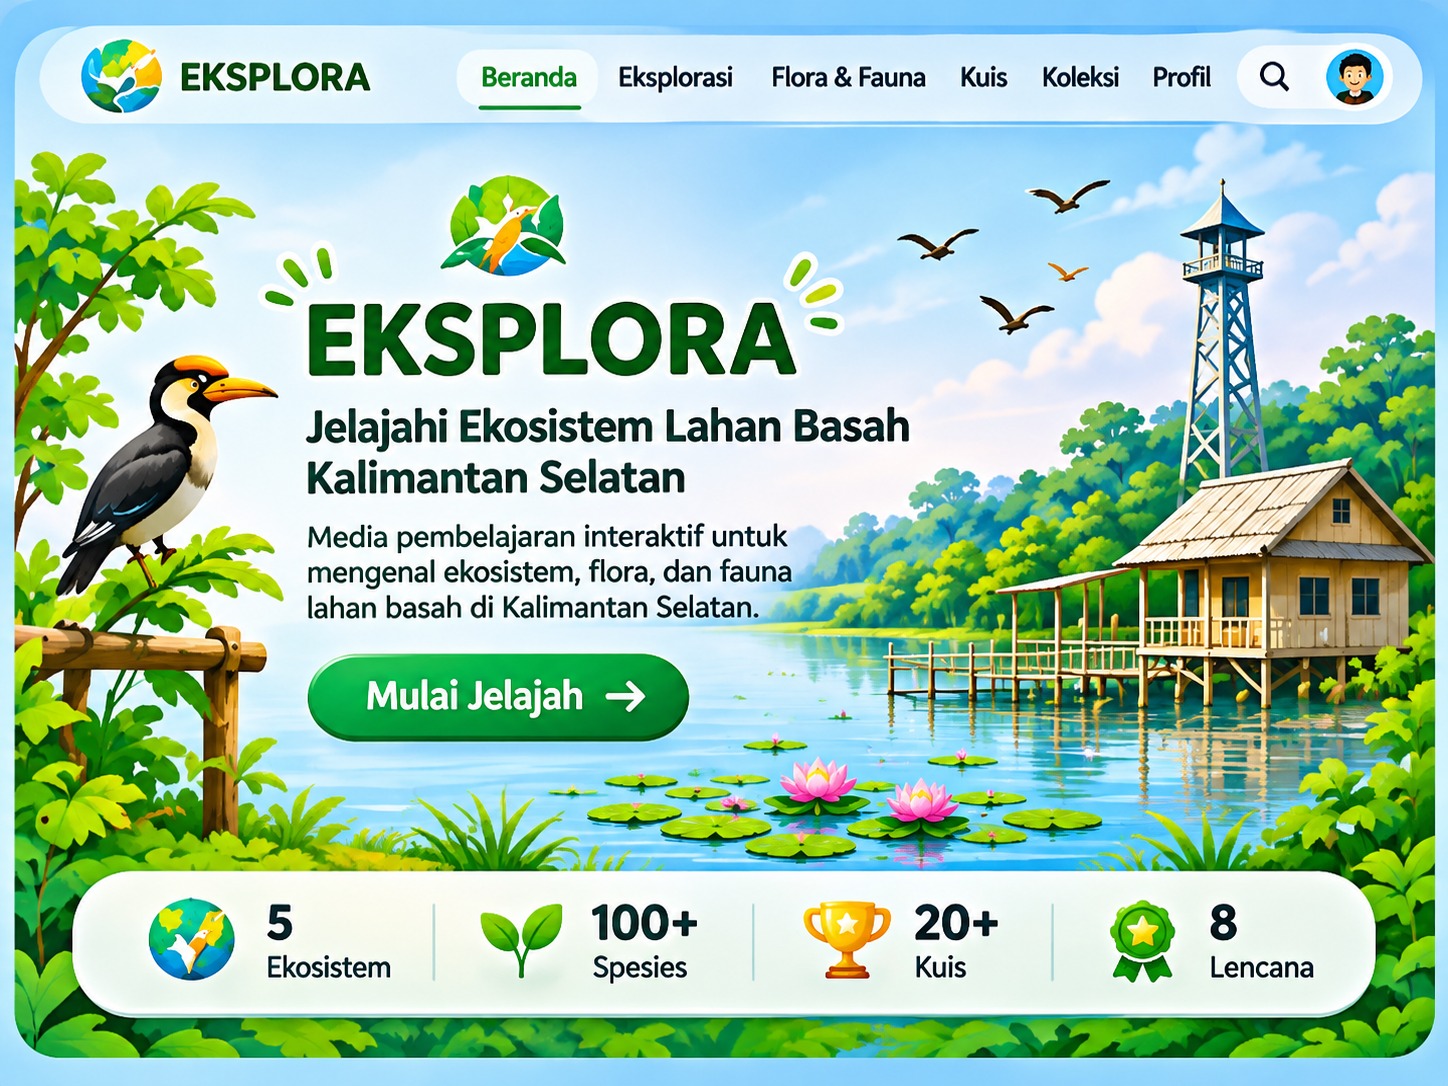 EKSPLORA
Beranda
Eksplorasi
Flora & Fauna
Kuis
Koleksi
Profil
EKSPLORA
Jelajahi Ekosistem Lahan Basah
Kalimantan Selatan
Media pembelajaran interaktif untuk
mengenal ekosistem, flora, dan fauna
lahan basah di Kalimantan Selatan.
Mulai Jelajah →
5
Ekosistem
100+
Spesies
20+
Kuis
8
Lencana